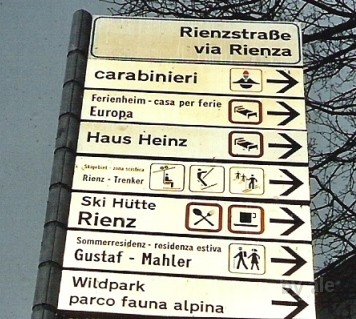 Rienzstraße
via Rienza
carabinieri
Ferienheim - casa per ferie
Europa
Haus Heinz
Skigebiet - zona sciistica
Rienz - Trenker
Ski Hütte
Rienz
Sommerresidenz - residenza estiva
Gustaf - Mahler
Wildpark
parco fauna alpina